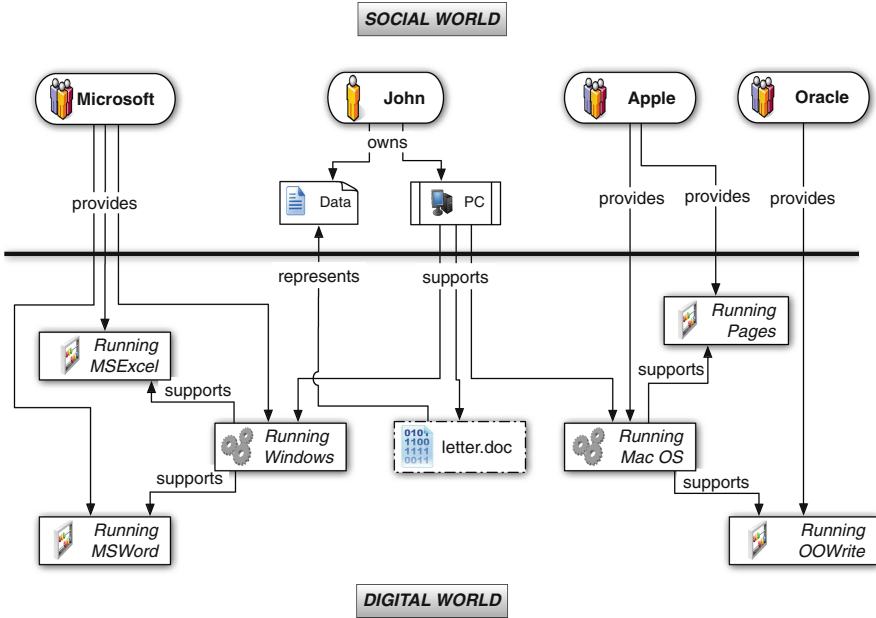 SOCIAL WORLD
Microsoft
John
Apple
Oracle
owns
provides
Data
PC
provides
provides
provides
represents
supports
Running
Pages
Running
MSExcel
supports
supports
0101
1100
1111
0011
letter.doc
Running
Windows
Running
Mac OS
supports
supports
Running
MSWord
Running
OOWrite
DIGITAL WORLD